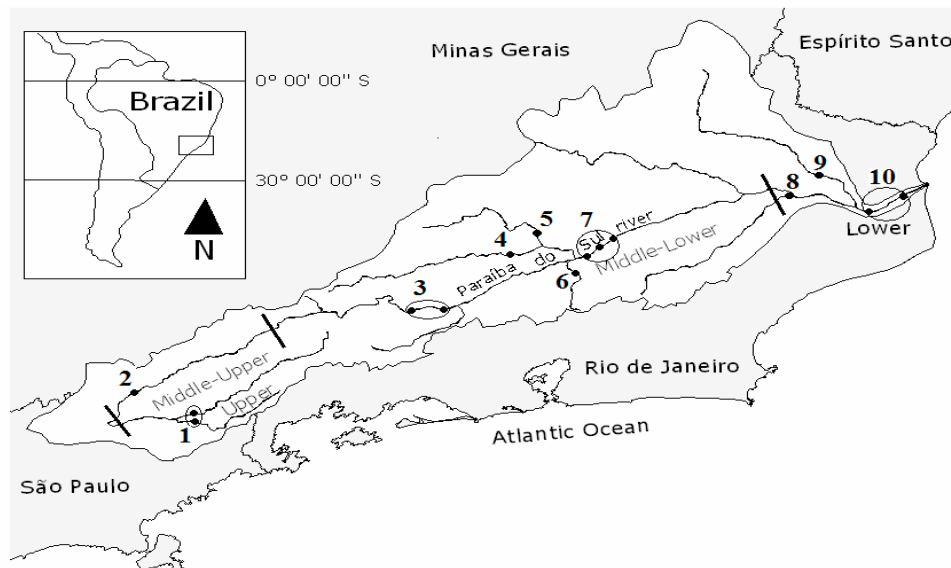 Minas Gerais
Espírito Santo
Brazil
0° 00' 00" S
30° 00' 00" S
N
9
8
10
Lower
7
5
4
Paraíba do Sul river
Middle-Lower
6
3
2
Middle-Upper
Upper
1
Rio de Janeiro
Atlantic Ocean
São Paulo